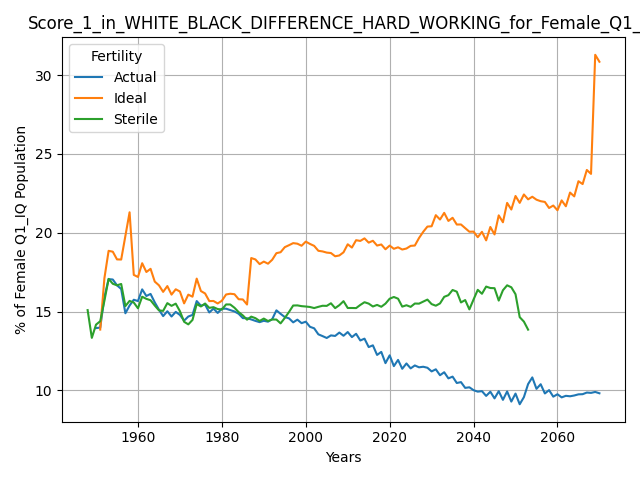 Score_1_in_WHITE_BLACK_DIFFERENCE_HARD_WORKING_for_Female_Q1_
Fertility
Actual
Ideal
Sterile
% of Female Q1_IQ Population
30
25
20
15
10
1960
1980
2000
2020
2040
2060
Years